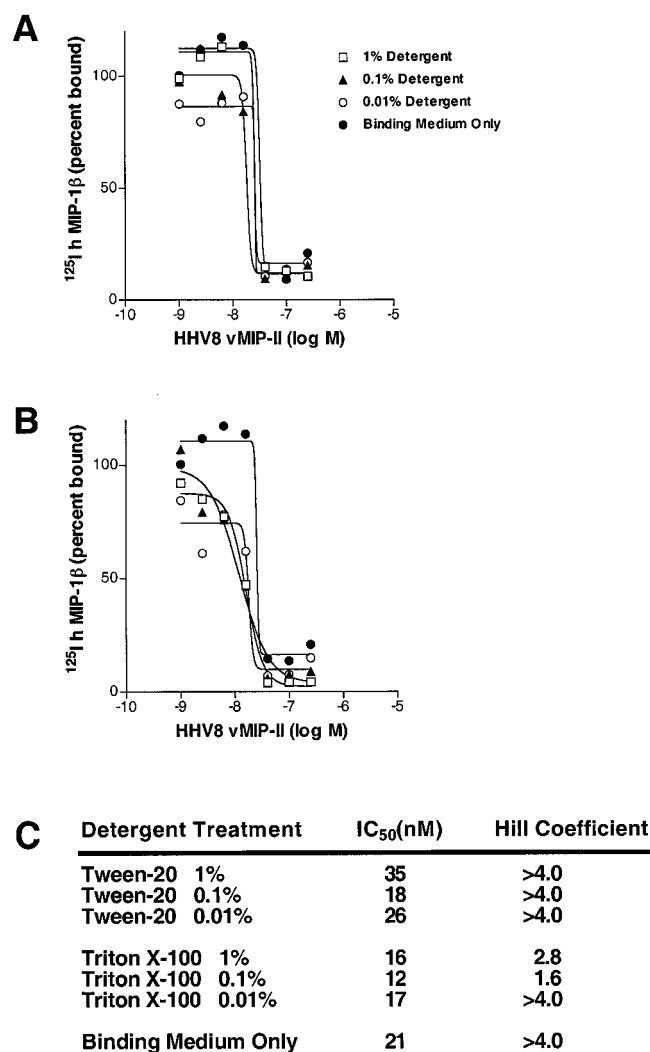 A
¹²⁵I h MIP-1β (percent bound)
100
50
0
-10
-9
-8
-7
-6
-5
HHV8 vMIP-II (log M)
1% Detergent
0.1% Detergent
0.01% Detergent
Binding Medium Only
B
¹²⁵I h MIP-1β (percent bound)
100
50
0
-10
-9
-8
-7
-6
-5
HHV8 vMIP-II (log M)
C
Detergent Treatment IC₅₀(nM) Hill Coefficient
Tween-20 1% 35 >4.0
Tween-20 0.1% 18 >4.0
Tween-20 0.01% 26 >4.0
Triton X-100 1% 16 2.8
Triton X-100 0.1% 12 1.6
Triton X-100 0.01% 17 >4.0
Binding Medium Only 21 >4.0